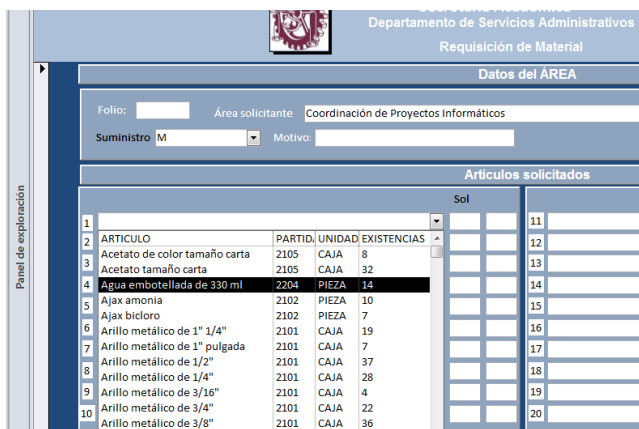 Secretaría Académica
Departamento de Servicios Administrativos
Requisición de Material
Datos del ÁREA
Folio:
Área solicitante Coordinación de Proyectos Informáticos
Suministro M Motivo:
Articulos solicitados
Sol
1 11
2 ARTICULO PARTID UNIDAD EXISTENCIAS 12
Acetato de color tamaño carta 2105 CAJA 8
3 Acetato tamaño carta 2105 CAJA 32 13
4 Agua embotellada de 330 ml 2204 PIEZA 14 14
5 Ajax amonia 2102 PIEZA 10 15
Ajax bicloro 2102 PIEZA 7
6 Arillo metálico de 1" 1/4" 2101 CAJA 19 16
7 Arillo metálico de 1" pulgada 2101 CAJA 7 17
8 Arillo metálico de 1/2" 2101 CAJA 37 18
Arillo metálico de 1/4" 2101 CAJA 28
9 Arillo metálico de 3/16" 2101 CAJA 4 19
10 Arillo metálico de 3/4" 2101 CAJA 22 20
Arillo metálico de 3/8" 2101 CAJA 36
Panel de exploración